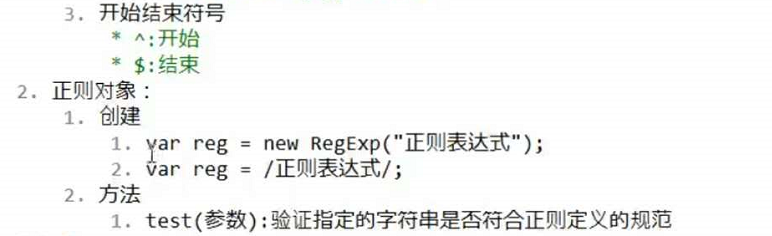 3. 开始结束符号
* ^:开始
* $:结束
2. 正则对象：
1. 创建
1. var reg = new RegExp("正则表达式");
2. var reg = /正则表达式/;
2. 方法
1. test(参数):验证指定的字符串是否符合正则定义的规范